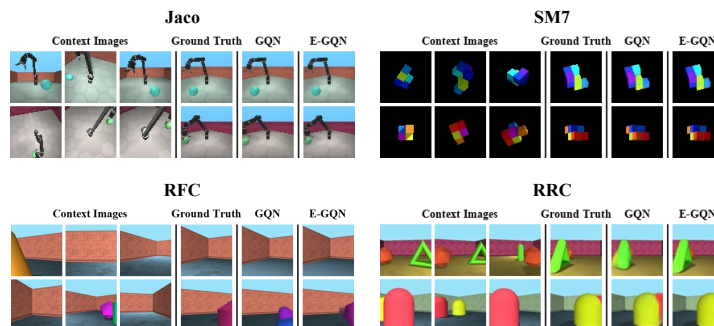 Jaco
Context Images Ground Truth GQN E-GQN
SM7
Context Images Ground Truth GQN E-GQN
RFC
Context Images Ground Truth GQN E-GQN
RRC
Context Images Ground Truth GQN E-GQN